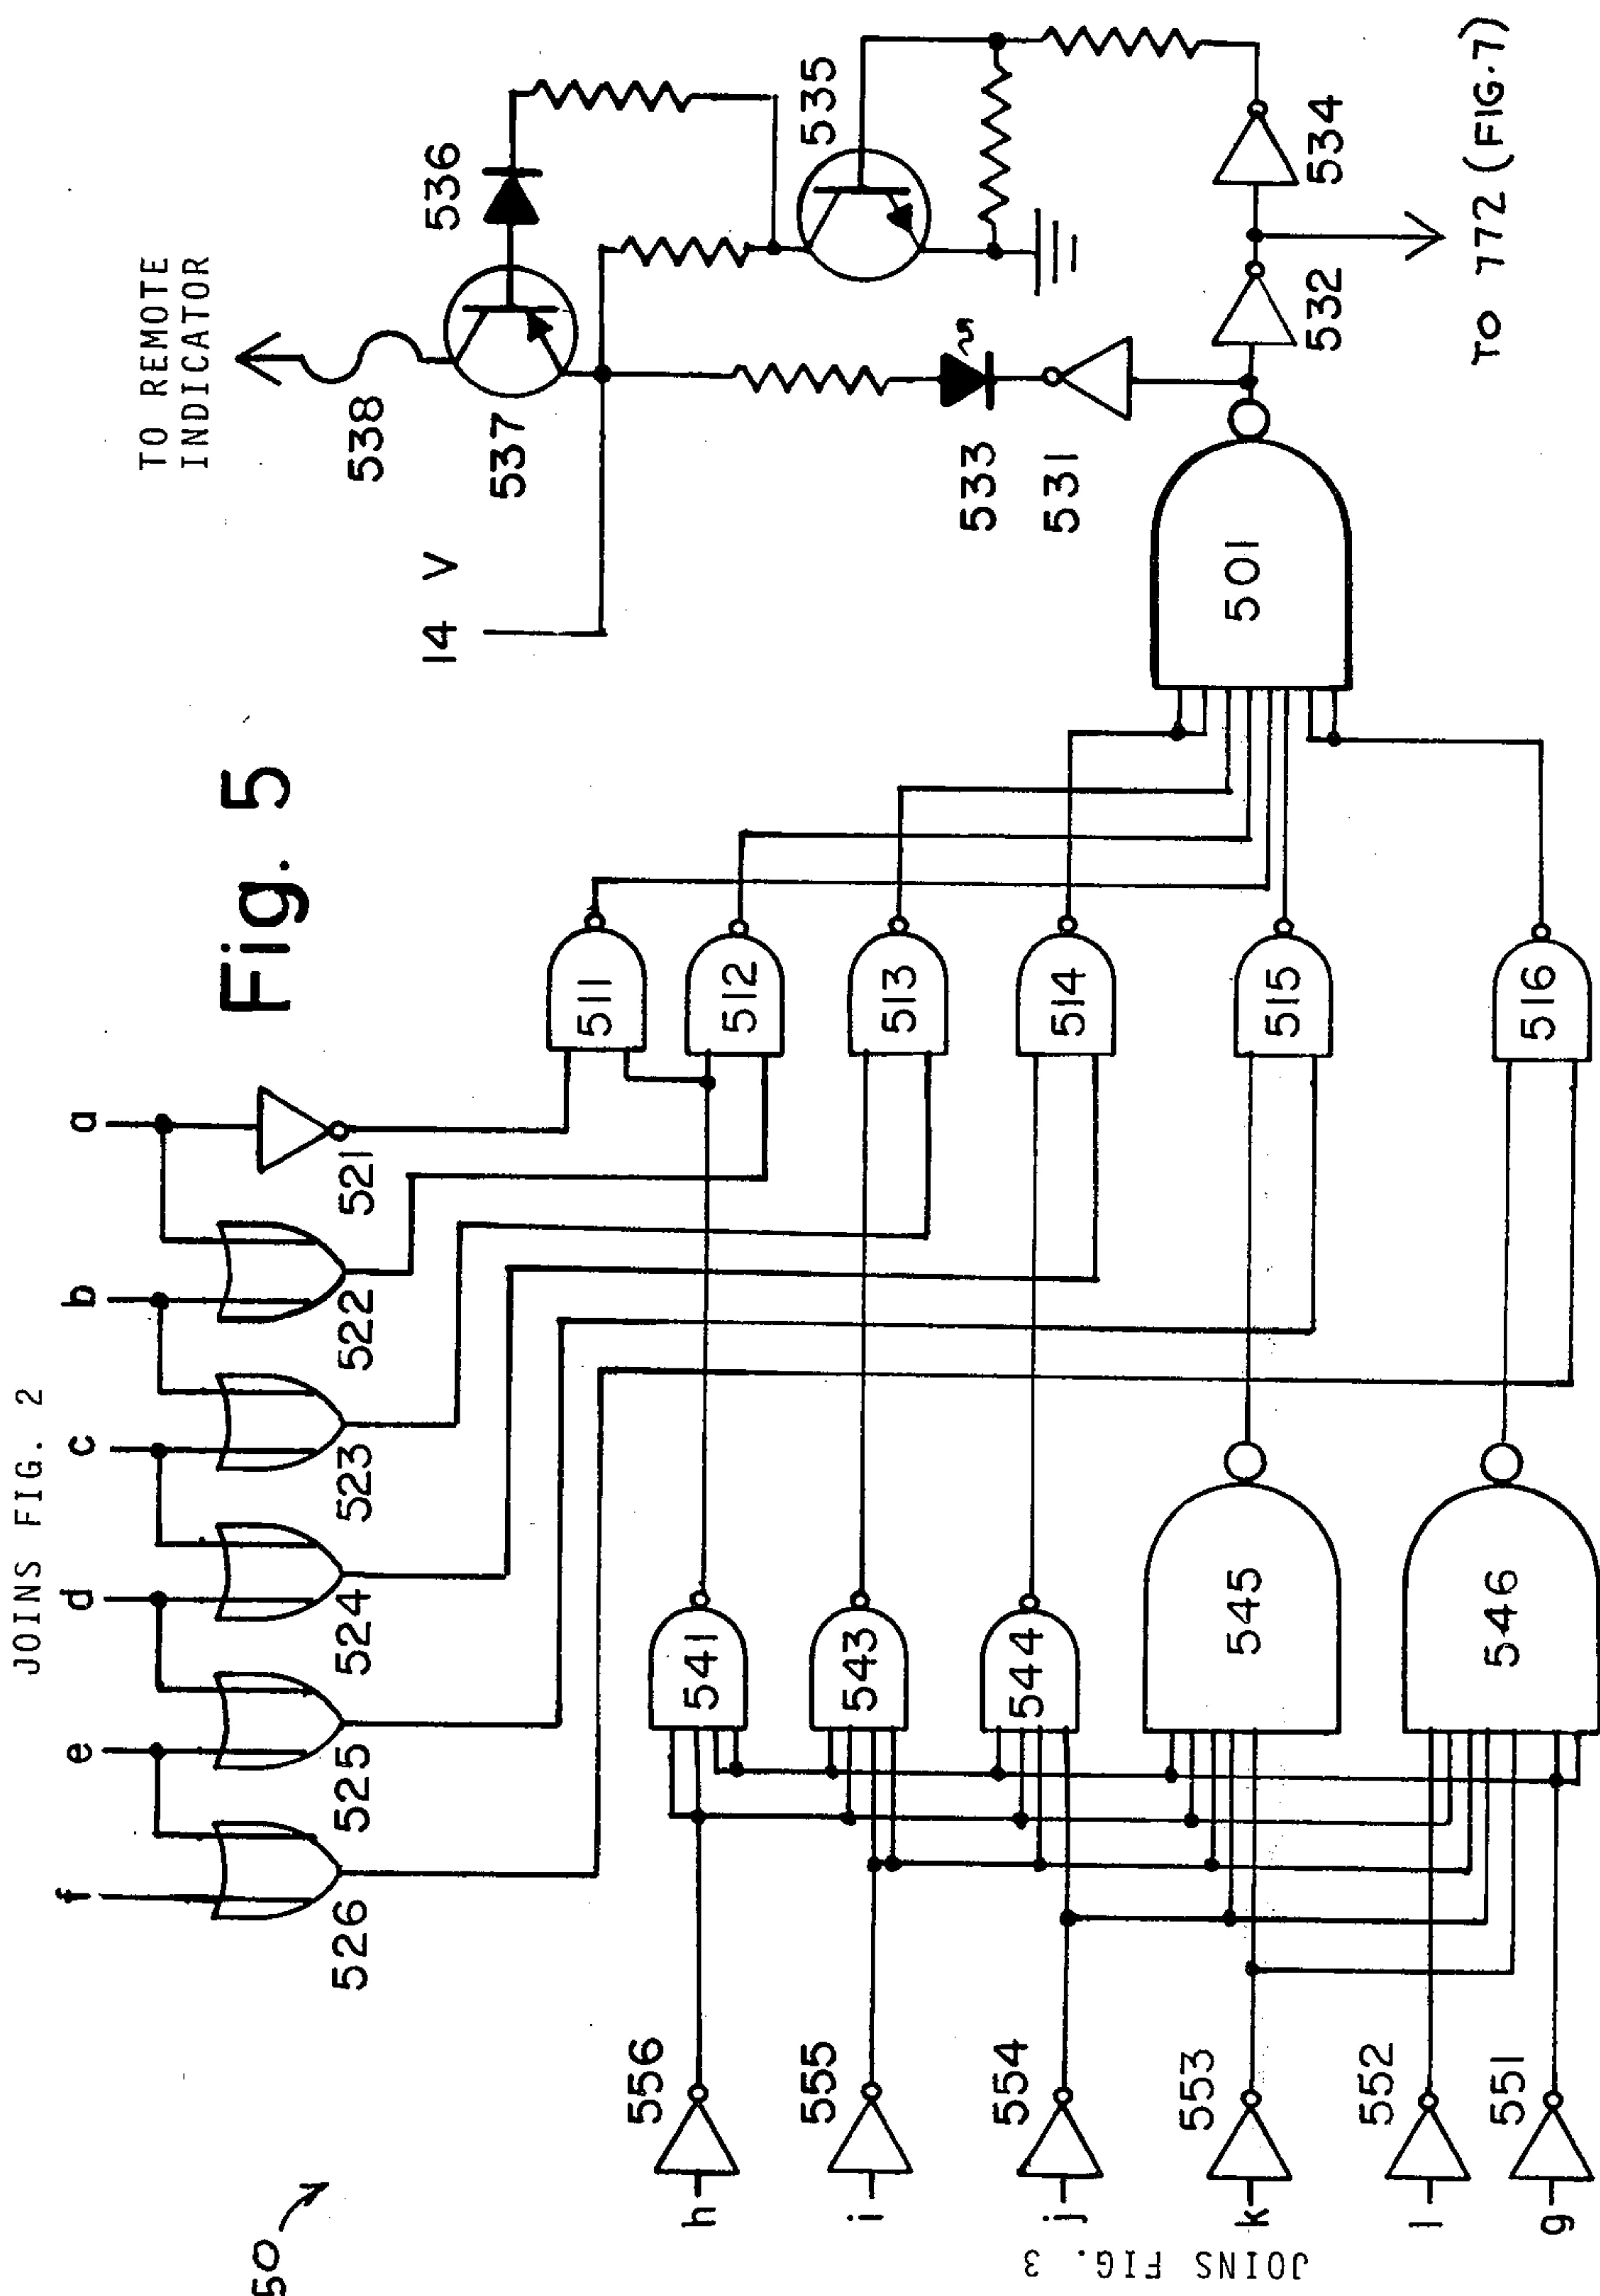 Fig. 5
50
JOINS FIG. 2
a
b
c
d
e
f
521
522
523
524
525
526
511
512
513
514
515
516
541
543
544
545
546
556
555
554
553
552
551
h
i
j
k
l
g
JOINS FIG. 3
501
14 V
TO REMOTE
INDICATOR
538
537
536
535
533
531
532
534
TO 772 (FIG.7)